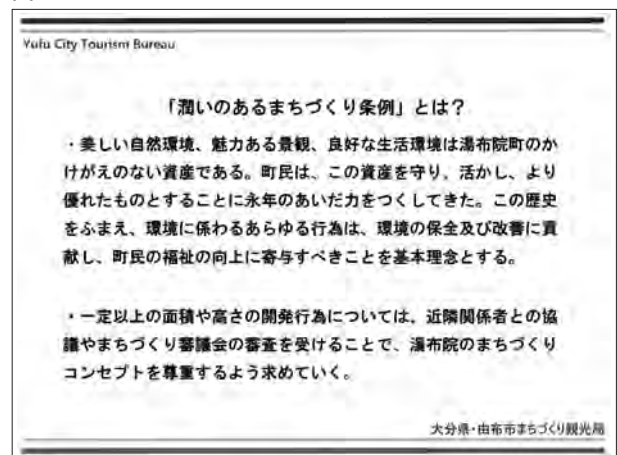 Yufu City Tourism Bureau
「潤いのあるまちづくり条例」とは？
・美しい自然環境、魅力ある景観、良好な生活環境は湯布院町のか
けがえのない資産である。町民は、この資産を守り、活かし、より
優れたものとすることに永年のあいだ力をつくしてきた。この歴史
をふまえ、環境に係わるあらゆる行為は、環境の保全及び改善に貢
献し、町民の福祉の向上に寄与すべきことを基本理念とする。
・一定以上の面積や高さの開発行為については、近隣関係者との協
議やまちづくり審議会の審査を受けることで、湯布院のまちづくり
コンセプトを尊重するよう求めていく。
大分県・由布市まちづくり観光局